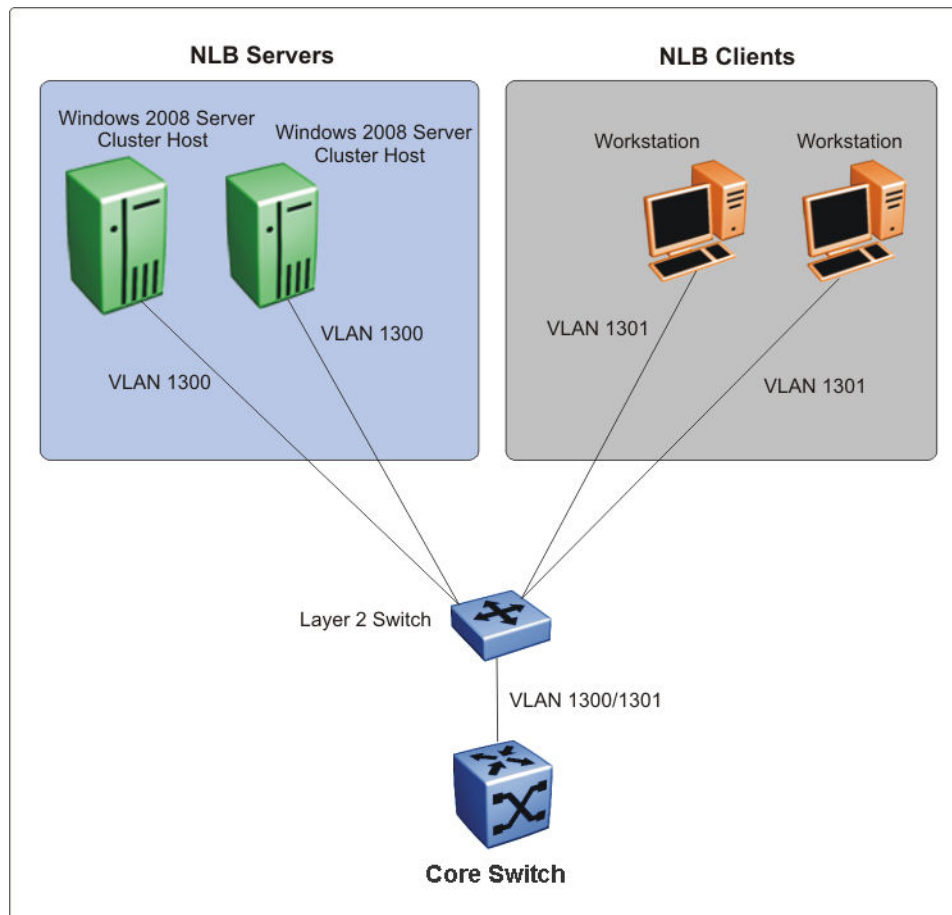 NLB Servers
NLB Clients
Windows 2008 Server
Cluster Host
Windows 2008 Server
Cluster Host
Workstation
Workstation
VLAN 1300
VLAN 1300
VLAN 1301
VLAN 1301
Layer 2 Switch
VLAN 1300/1301
Core Switch